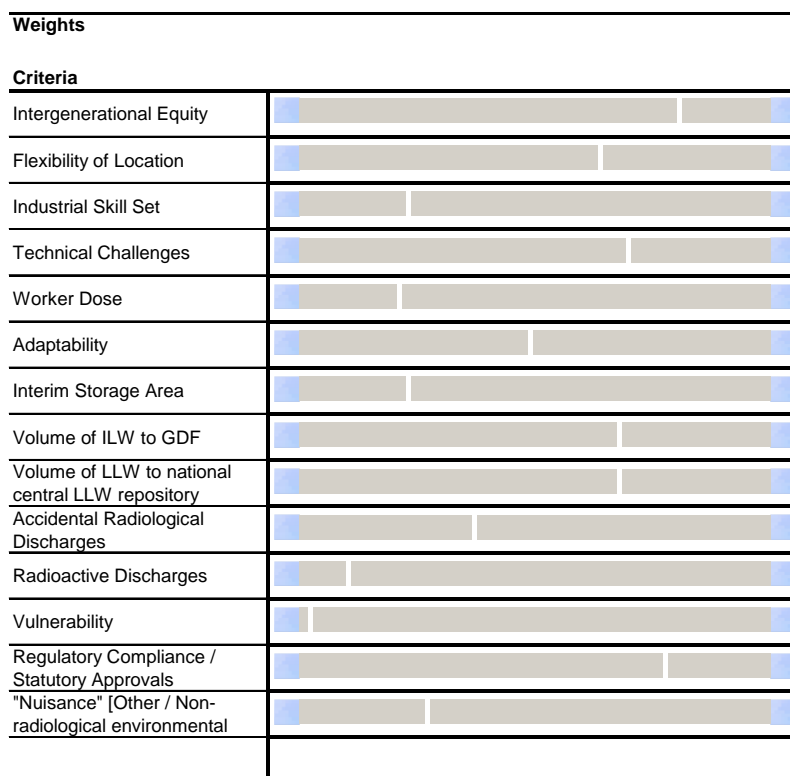 Weights
Criteria
Intergenerational Equity
Flexibility of Location
Industrial Skill Set
Technical Challenges
Worker Dose
Adaptability
Interim Storage Area
Volume of ILW to GDF
Volume of LLW to national
central LLW repository
Accidental Radiological
Discharges
Radioactive Discharges
Vulnerability
Regulatory Compliance /
Statutory Approvals
"Nuisance" [Other / Non-
radiological environmental